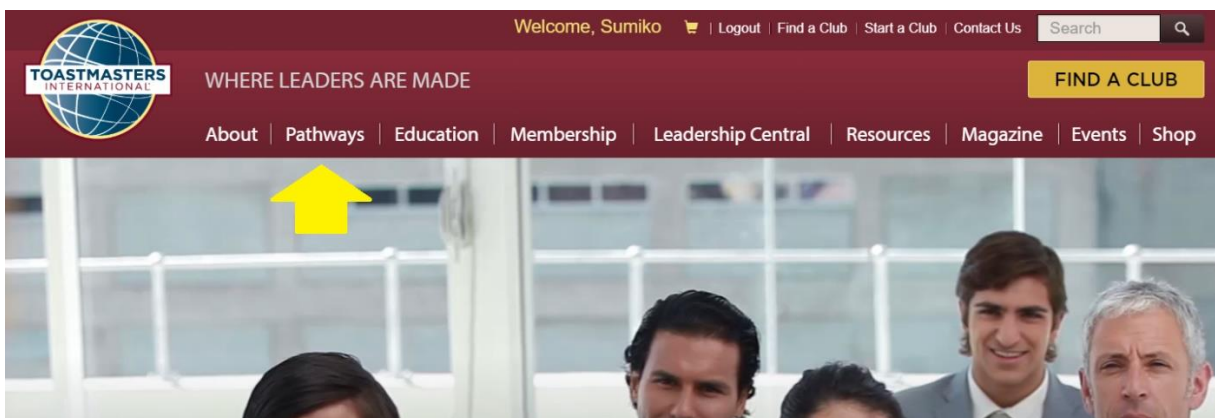 Welcome, Sumiko | Logout | Find a Club | Start a Club | Contact Us Search
TOASTMASTERS
INTERNATIONAL
WHERE LEADERS ARE MADE
FIND A CLUB
About | Pathways | Education | Membership | Leadership Central | Resources | Magazine | Events | Shop